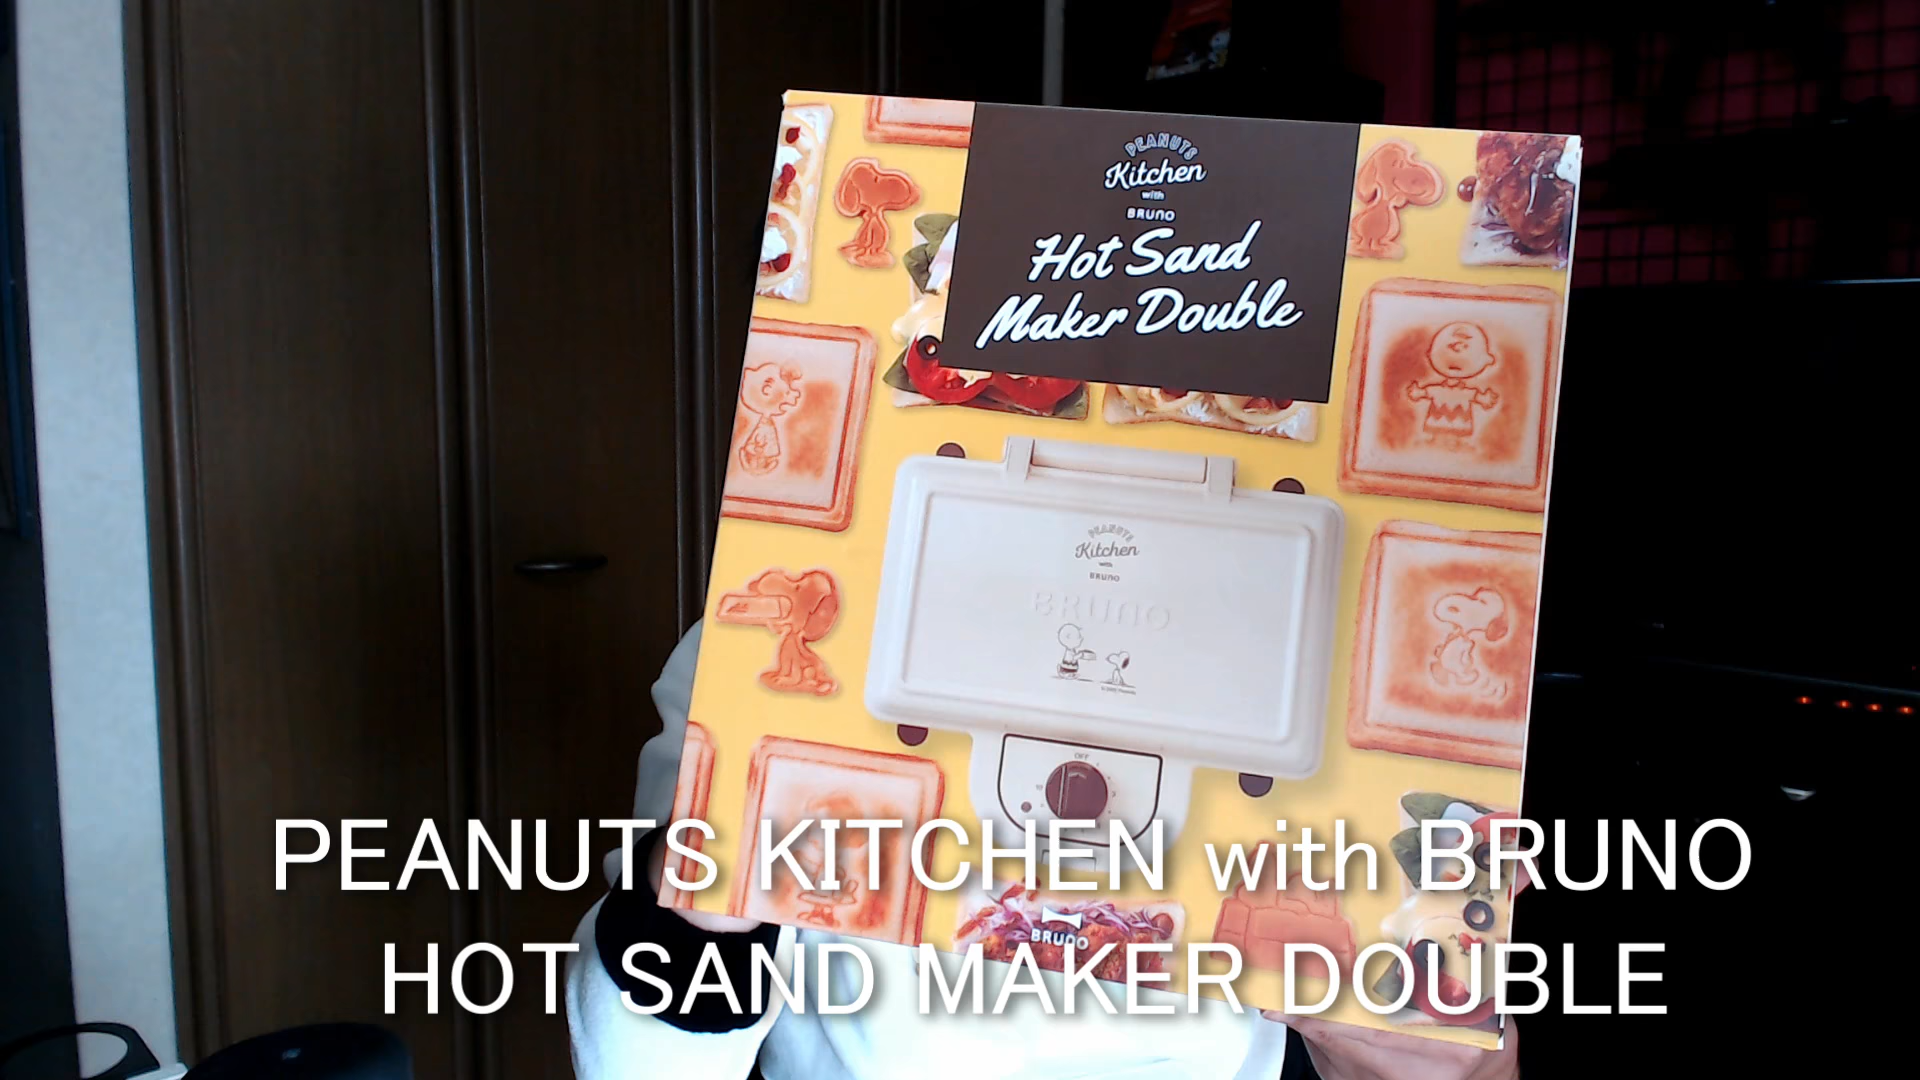 PEANUTS
Kitchen
with
BRUNO
Hot Sand
Maker Double
PEANUTS
Kitchen
with
BRUNO
BRUNO
OFF
BRUNO
PEANUTS KITCHEN with BRUNO
HOT SAND MAKER DOUBLE